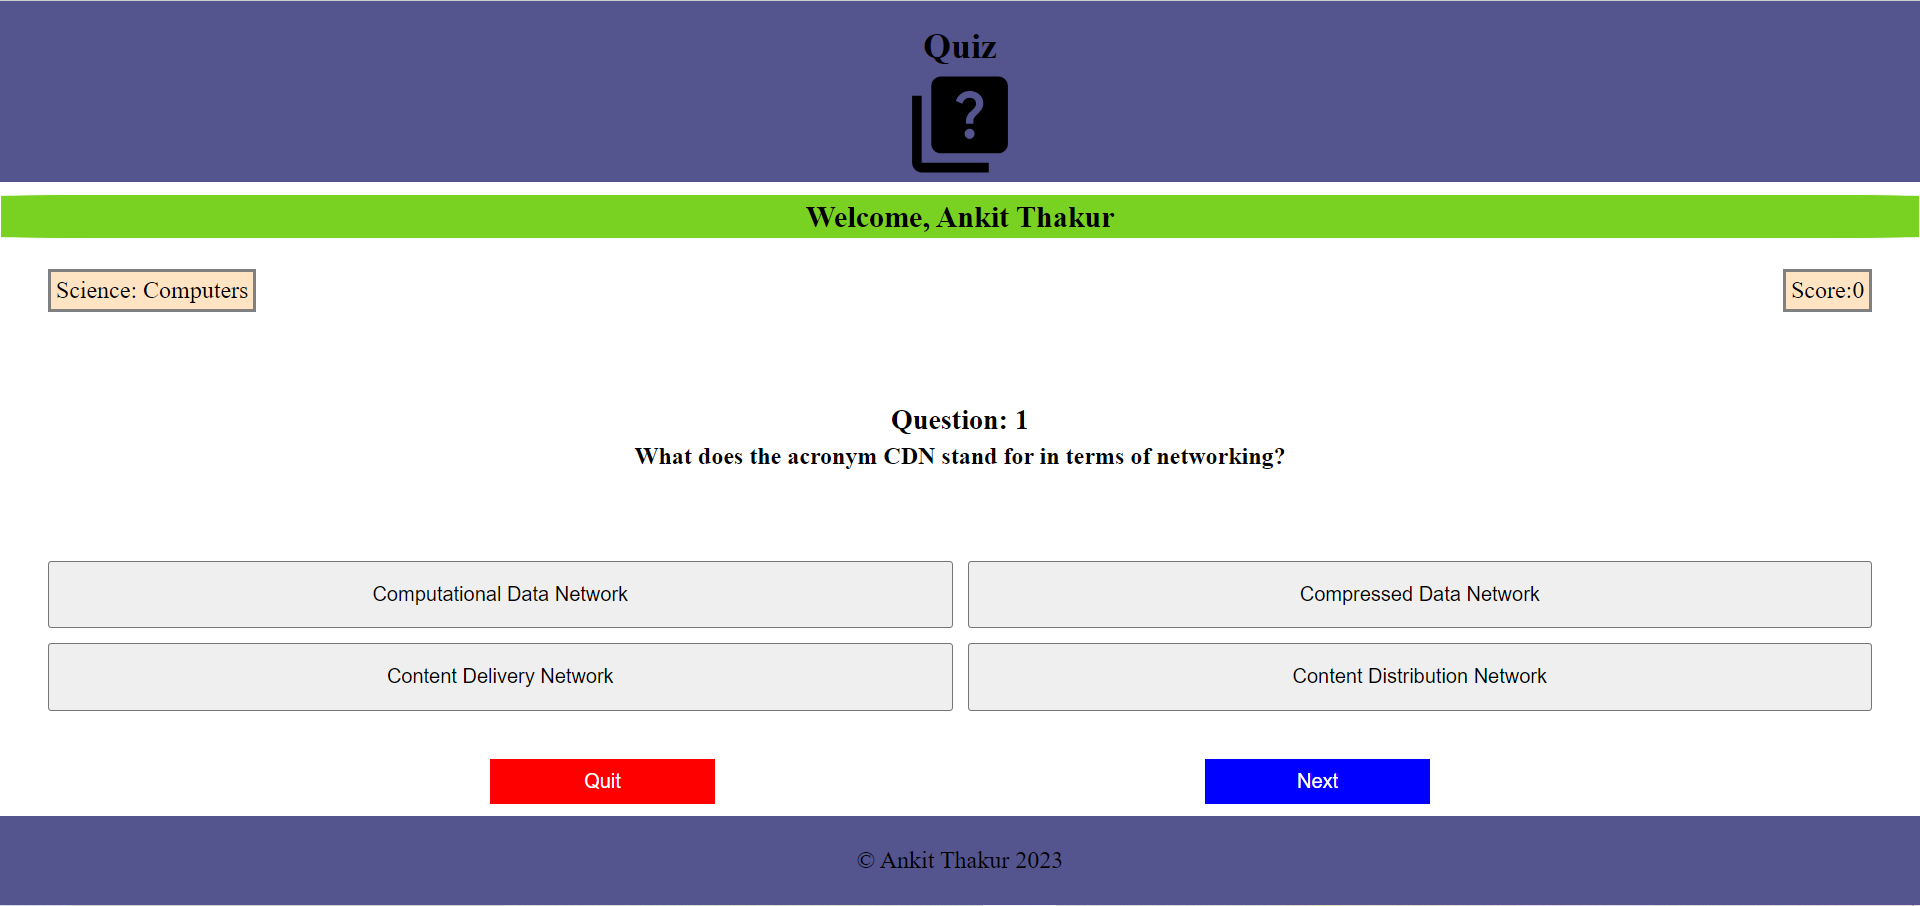 Quiz
?
Welcome, Ankit Thakur
Science: Computers
Score:0
Question: 1
What does the acronym CDN stand for in terms of networking?
Computational Data Network
Compressed Data Network
Content Delivery Network
Content Distribution Network
Quit
Next
© Ankit Thakur 2023